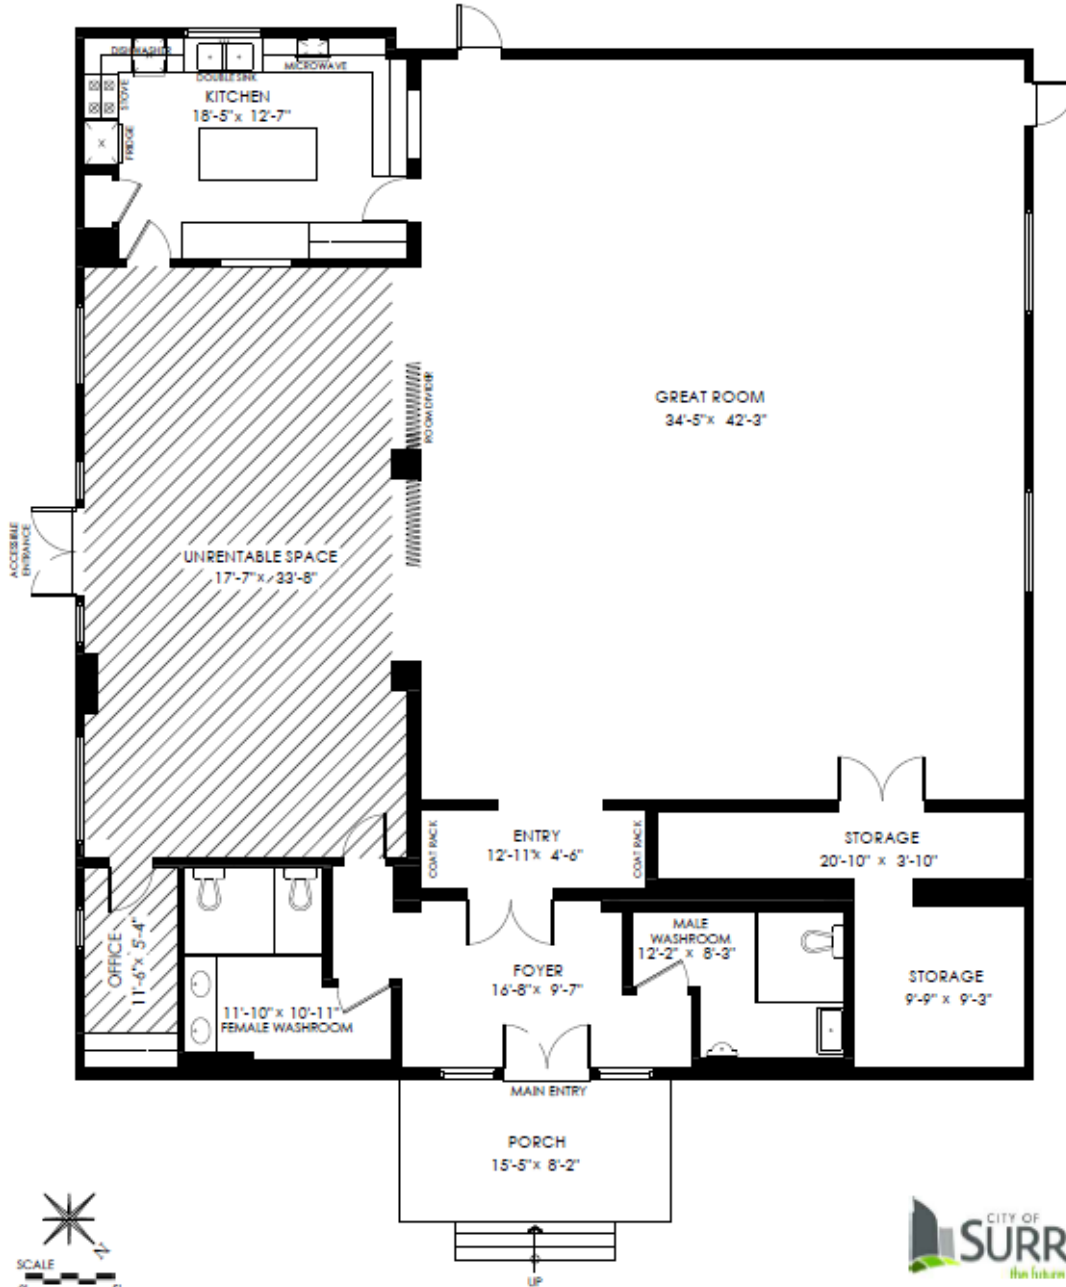 DISHWASHER
DOUBLE SINK
MICROWAVE
STOVE
KITCHEN
18'-5" x 12'-7"
FRIDGE
ROOM DIVIDER
GREAT ROOM
34'-5" x 42'-3"
ACCESSIBLE
ENTRANCE
UNRENTABLE SPACE
17'-7" x 33'-8"
COAT RACK
ENTRY
12'-11" x 4'-6"
COAT RACK
STORAGE
20'-10" x 3'-10"
OFFICE
11'-6" x 5'-4"
MALE
WASHROOM
12'-2" x 8'-3"
FOYER
16'-8" x 9'-7"
STORAGE
9'-9" x 9'-3"
11'-10" x 10'-11"
FEMALE WASHROOM
MAIN ENTRY
PORCH
15'-5" x 8'-2"
N
SCALE
UP
CITY OF
SURR
the future